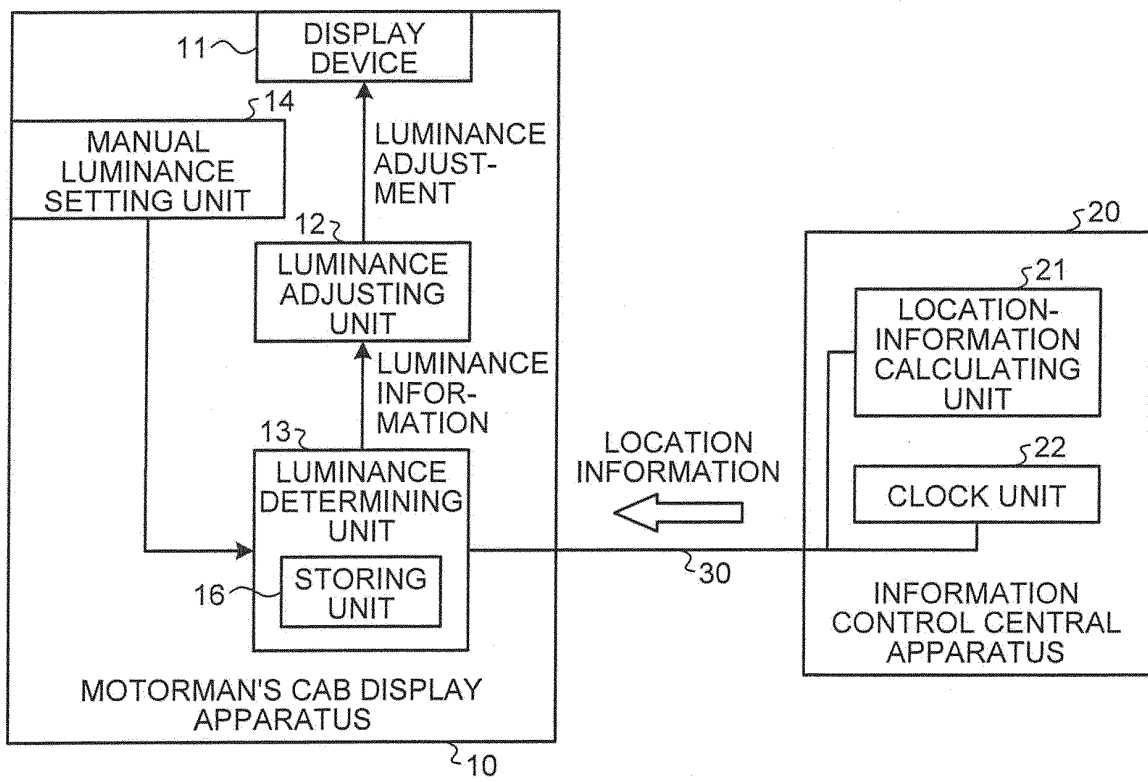 11
DISPLAY
DEVICE
14
MANUAL
LUMINANCE
SETTING UNIT
LUMINANCE
ADJUST-
MENT
12
LUMINANCE
ADJUSTING
UNIT
LUMINANCE
INFOR-
MATION
13
LUMINANCE
DETERMINING
UNIT
16
STORING
UNIT
MOTORMAN'S CAB DISPLAY
APPARATUS
10
LOCATION
INFORMATION
30
20
21
LOCATION-
INFORMATION
CALCULATING
UNIT
22
CLOCK UNIT
INFORMATION
CONTROL CENTRAL
APPARATUS